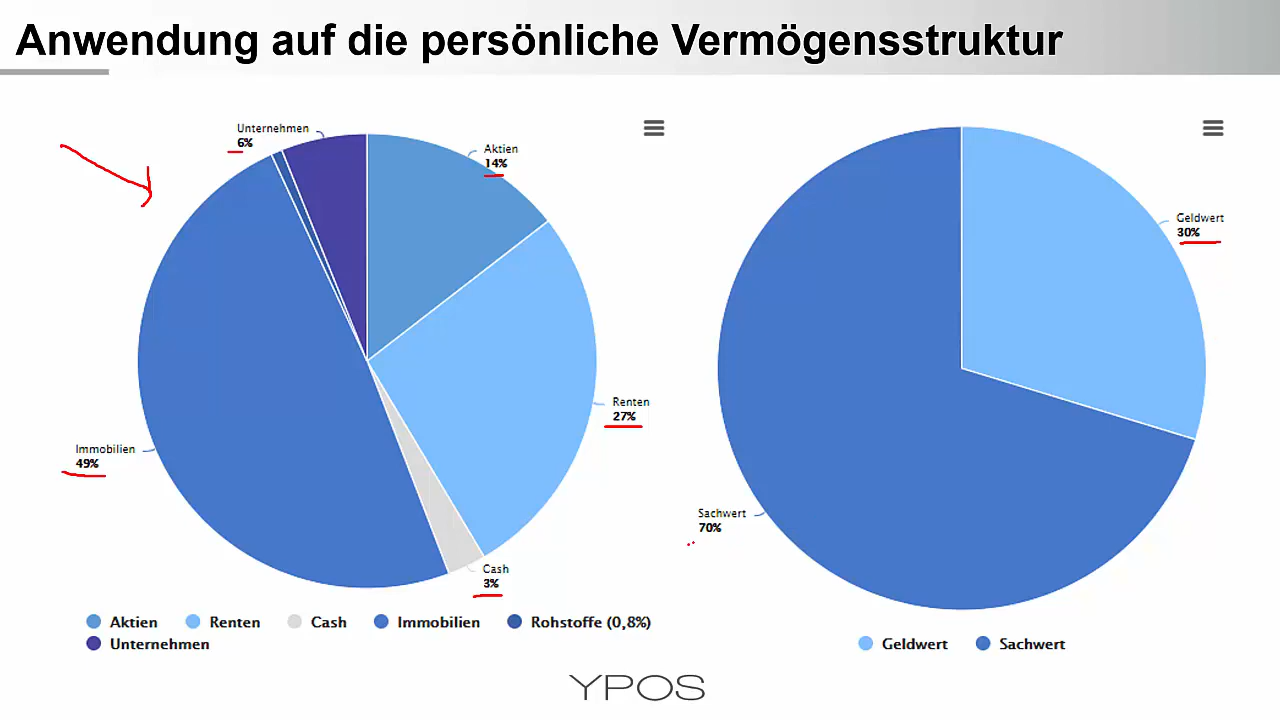 Anwendung auf die persönliche Vermögensstruktur
Unternehmen
6%
Aktien
14%
Renten
27%
Immobilien
49%
Cash
3%
Aktien Renten Cash Immobilien Rohstoffe (0,8%)
Unternehmen
Geldwert
30%
Sachwert
70%
Geldwert Sachwert
YPOS